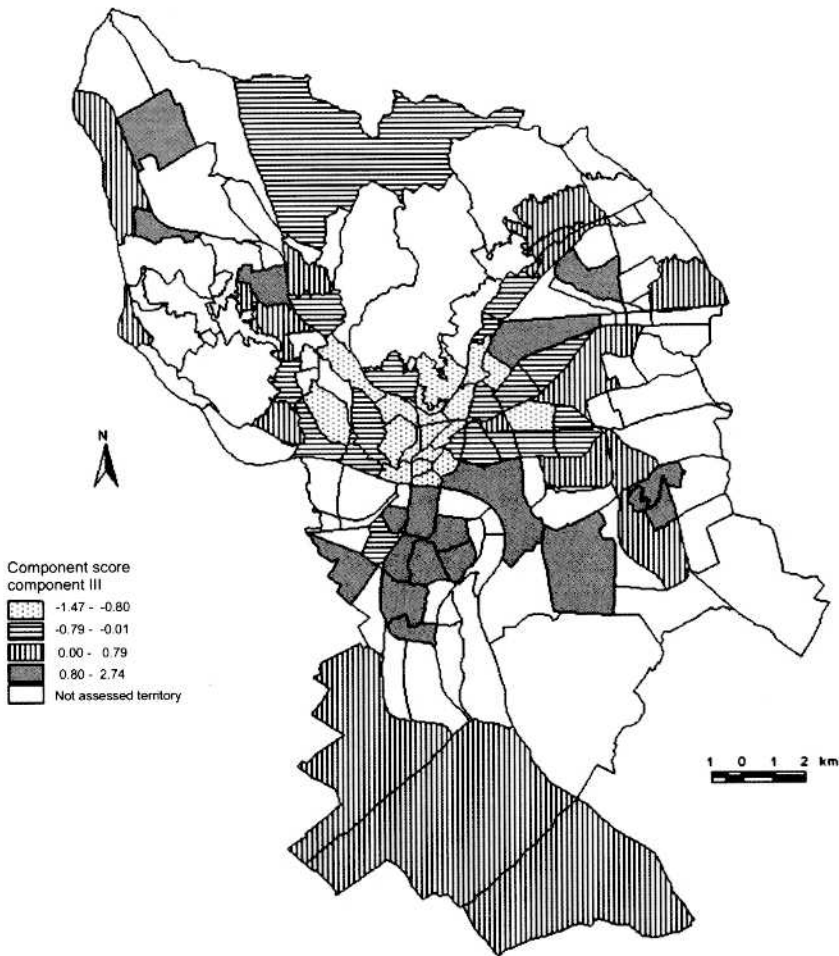 N
Component score
component III
-1.47 - -0.80
-0.79 - -0.01
0.00 - 0.79
0.80 - 2.74
Not assessed territory
1 0 1 2 km